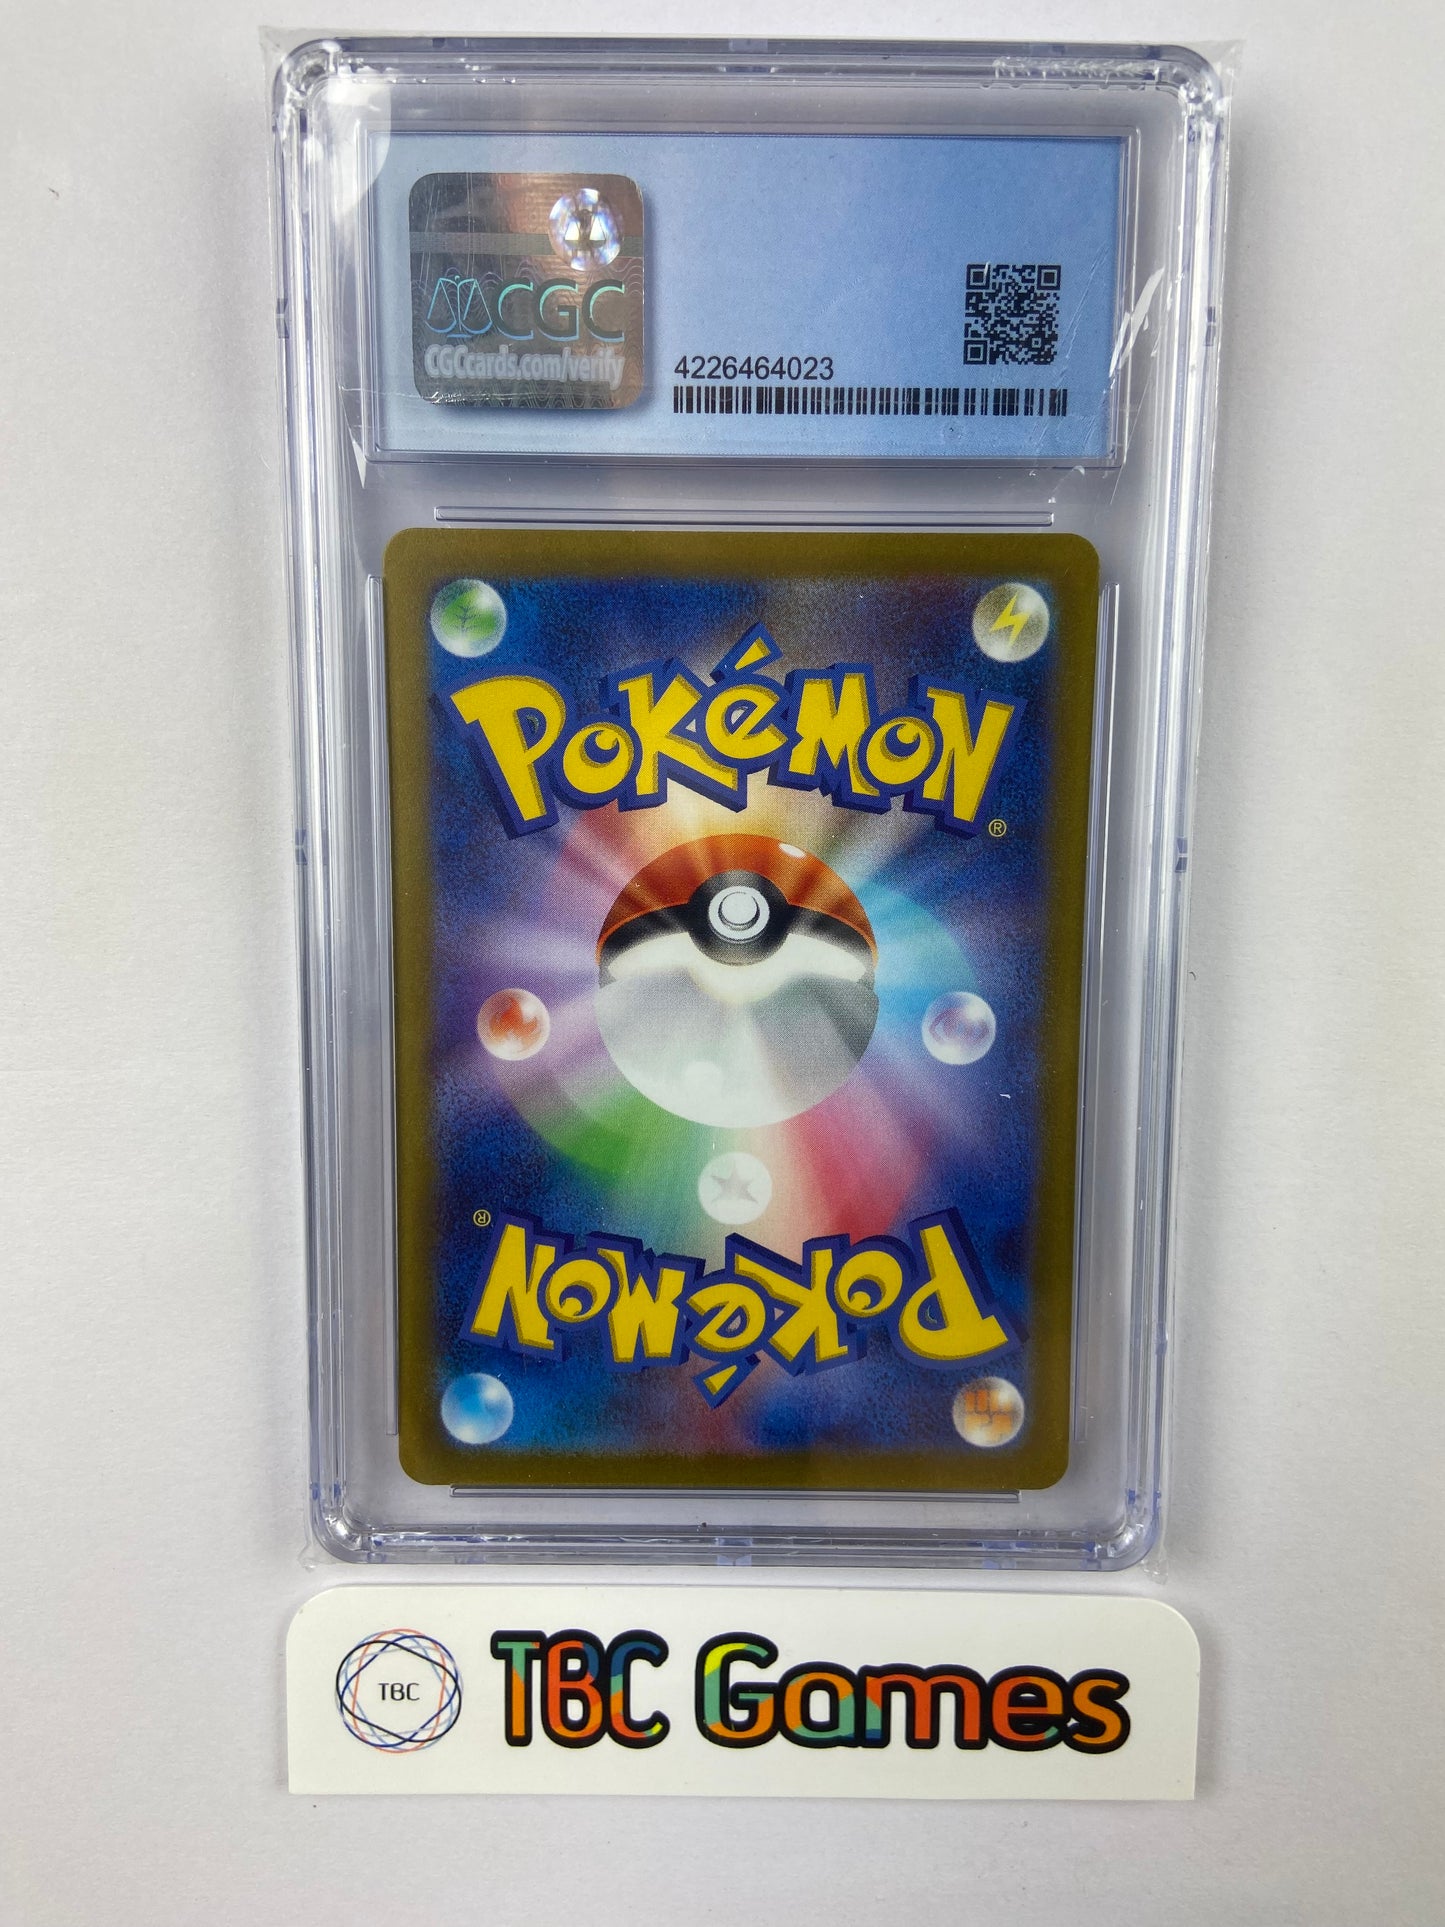 CGC
CGCcards.com/verify
4226464023
POKéMON®
POKéMON®
TBC
TBC Games